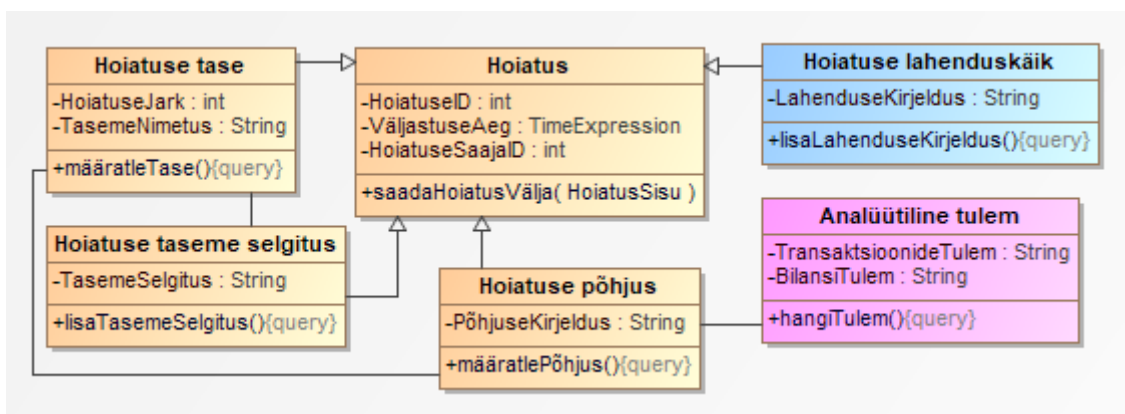 Hoiatuse tase
-HoiatuseJark : int
-TasemeNimetus : String
+määratleTase(){query}
Hoiatus
-HoiatuseID : int
-VäljastuseAeg : TimeExpression
-HoiatuseSaajaID : int
+saadaHoiatusVälja( HoiatusSisu )
Hoiatuse lahenduskäik
-LahenduseKirjeldus : String
+lisaLahenduseKirjeldus(){query}
Hoiatuse taseme selgitus
-TasemeSelgitus : String
+lisaTasemeSelgitus(){query}
Hoiatuse põhjus
-PõhjuseKirjeldus : String
+määratlePõhjus(){query}
Analüütiline tulem
-TransaktsioonideTulem : String
-BilansiTulem : String
+hangiTulem(){query}